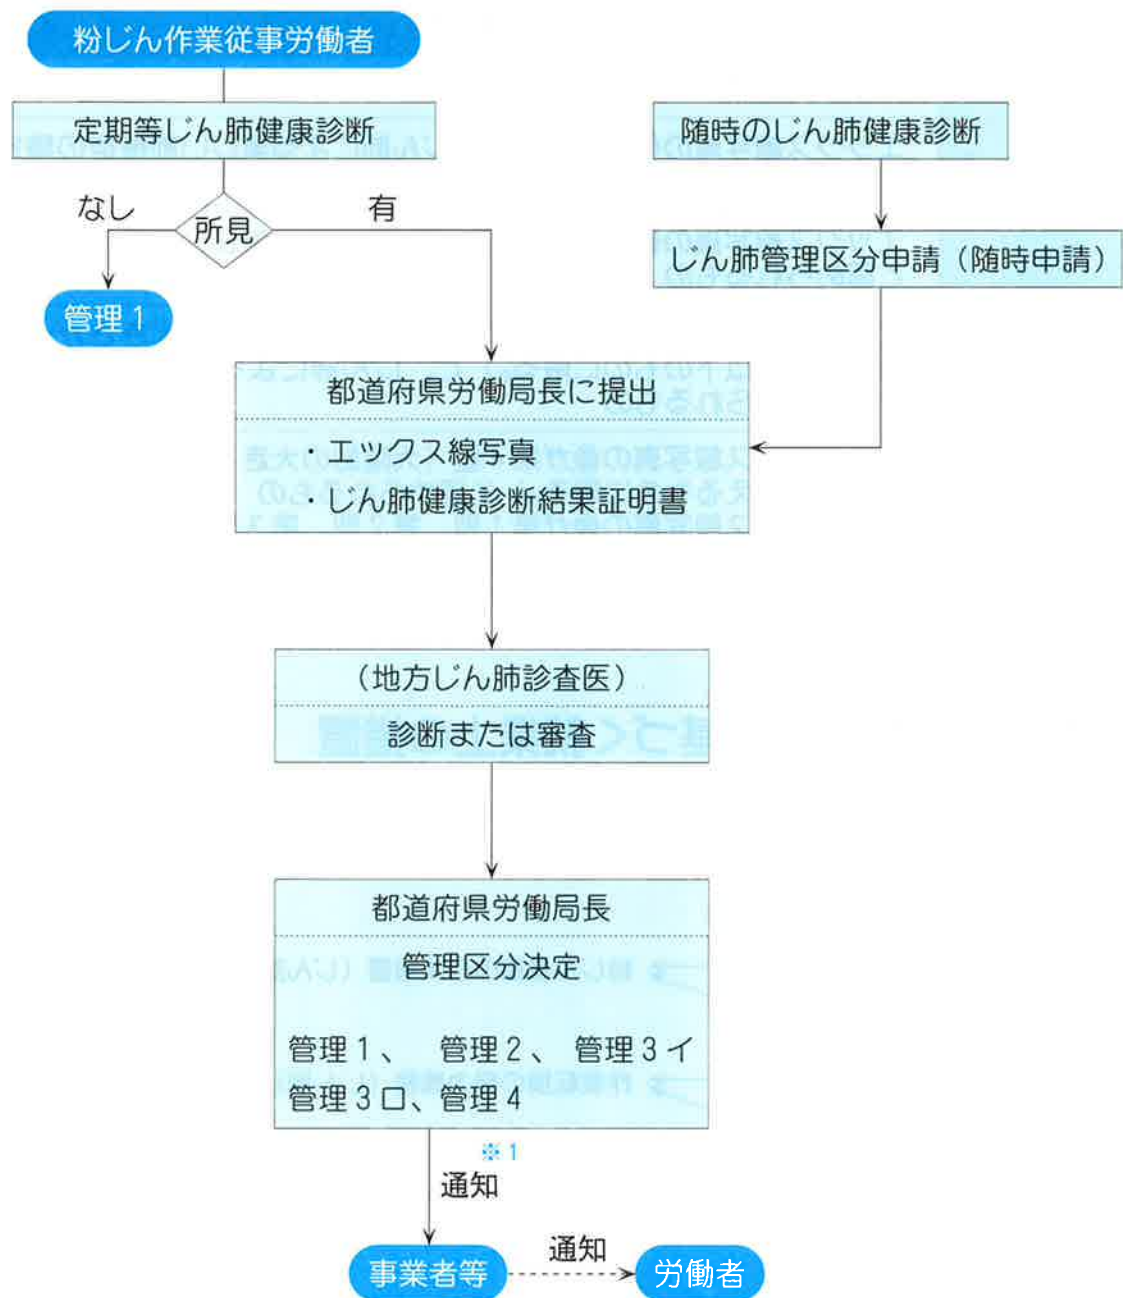 粉じん作業従事労働者
定期等じん肺健康診断
随時のじん肺健康診断
なし
所見
有
じん肺管理区分申請（随時申請）
管理1
都道府県労働局長に提出
・エックス線写真
・じん肺健康診断結果証明書
（地方じん肺診査医）
診断または審査
都道府県労働局長
管理区分決定
管理1、　管理2、管理3イ
管理3ロ、管理4
※1
通知
通知
事業者等
労働者